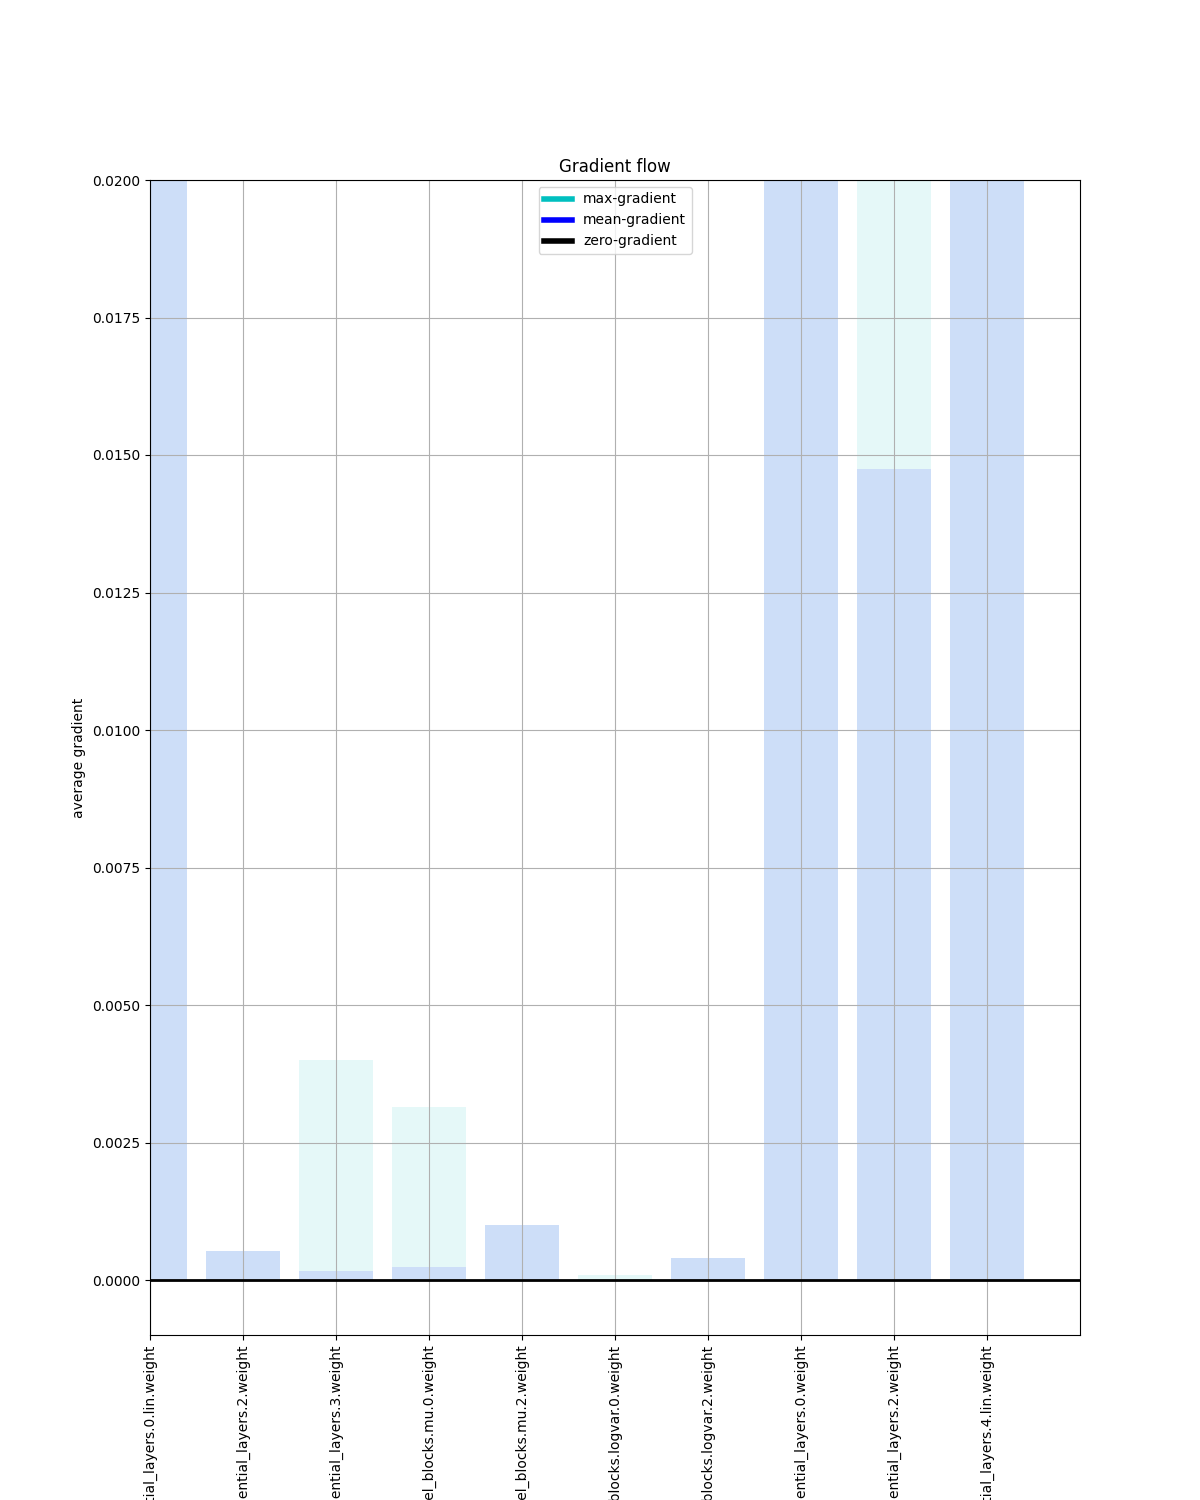 Gradient flow
max-gradient
mean-gradient
zero-gradient
0.0200
0.0175
0.0150
0.0125
0.0100
0.0075
0.0050
0.0025
0.0000
average gradient
tial_layers.0.lin.weight
ential_layers.2.weight
ential_layers.3.weight
el_blocks.mu.0.weight
el_blocks.mu.2.weight
blocks.logvar.0.weight
blocks.logvar.2.weight
ential_layers.0.weight
ential_layers.2.weight
tial_layers.4.lin.weight